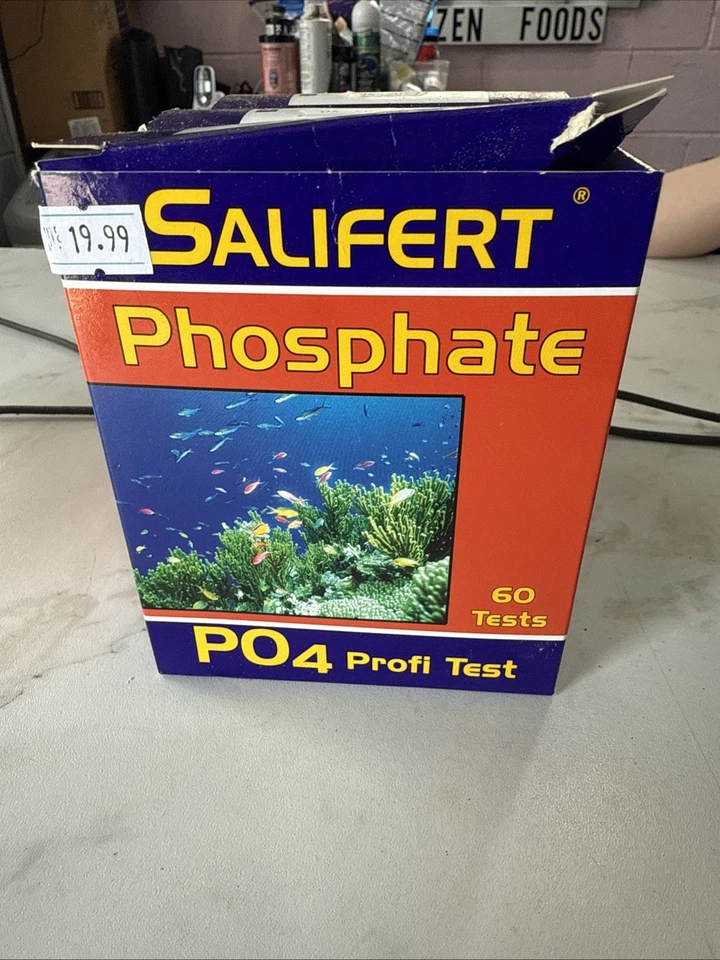 ZEN FOODS
19.99
SALIFERT ®
Phosphate
60
Tests
PO4 Profi Test